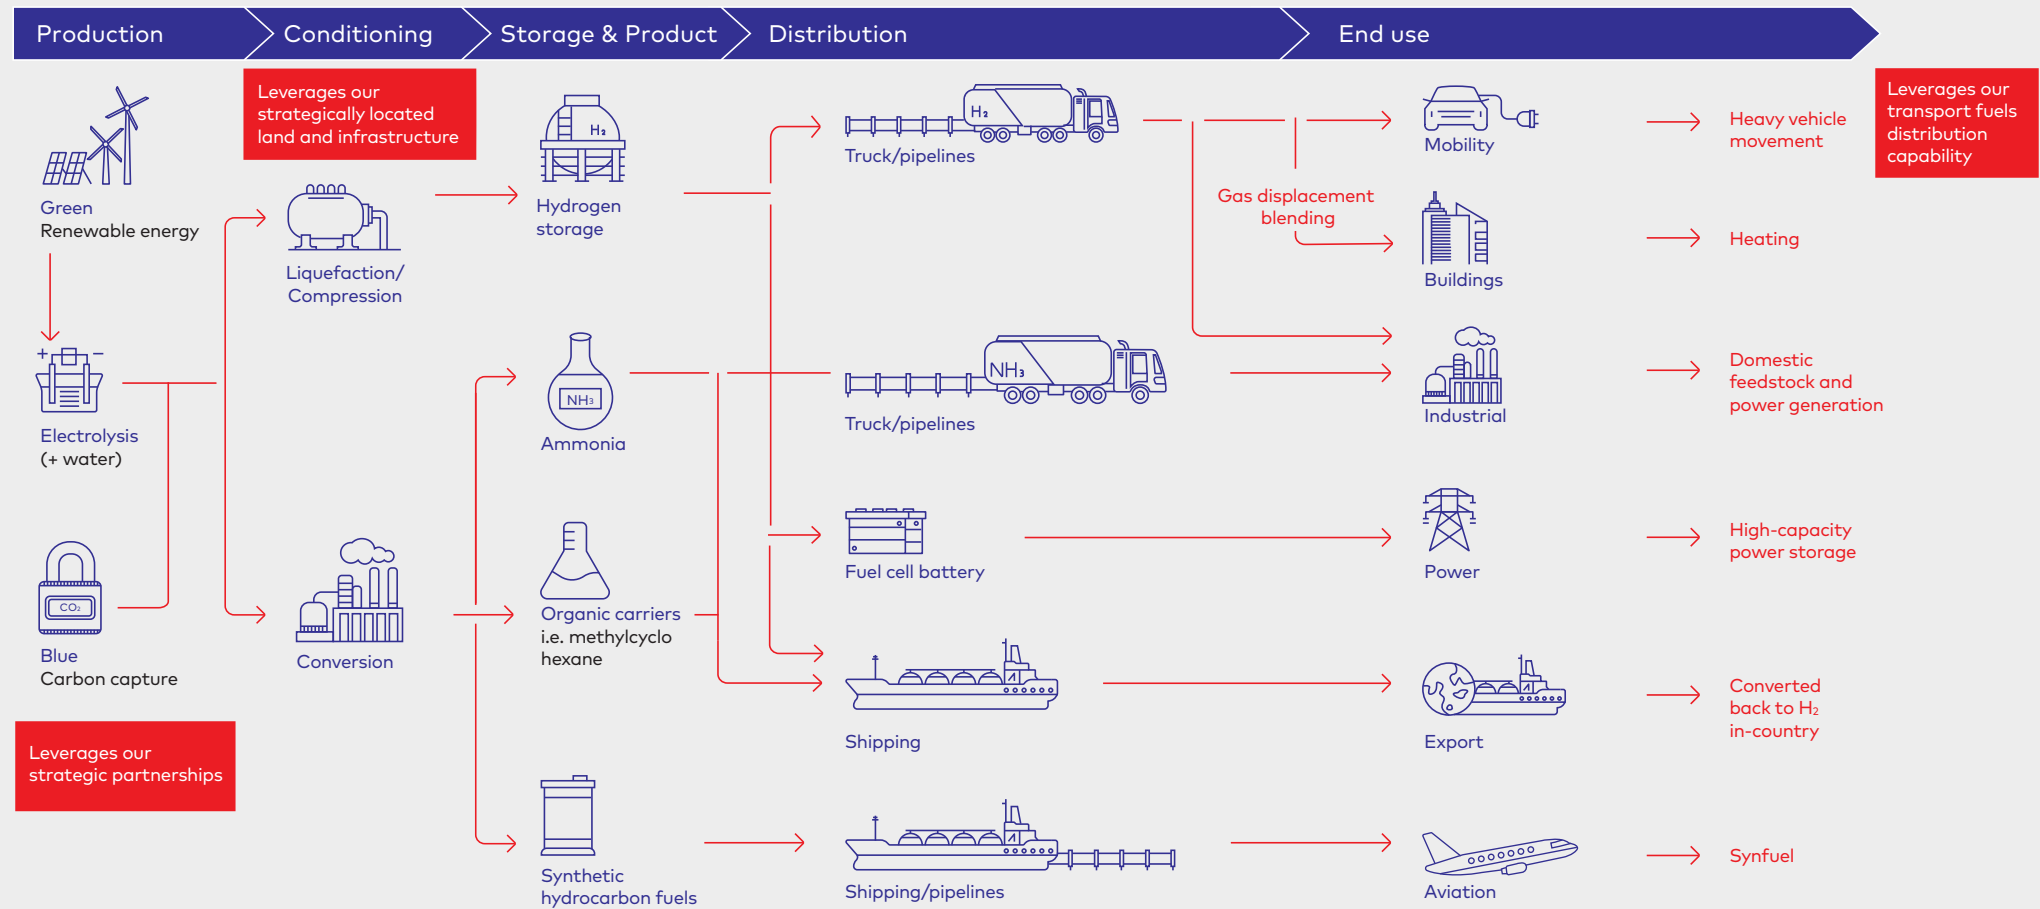 Production
Conditioning
Storage & Product
Distribution
End use
Leverages our
strategically located
land and infrastructure
Leverages our
transport fuels
distribution
capability
Green
Renewable energy
+ −
Electrolysis
(+ water)
CO₂
Blue
Carbon capture
Leverages our
strategic partnerships
Liquefaction/
Compression
Conversion
H₂
Hydrogen
storage
NH₃
Ammonia
Organic carriers
i.e. methylcyclo
hexane
Synthetic
hydrocarbon fuels
H₂
Truck/pipelines
NH₃
Truck/pipelines
Fuel cell battery
Shipping
Shipping/pipelines
Gas displacement
blending
Mobility
Buildings
Industrial
Power
Export
Aviation
Heavy vehicle
movement
Heating
Domestic
feedstock and
power generation
High-capacity
power storage
Converted
back to H₂
in-country
Synfuel